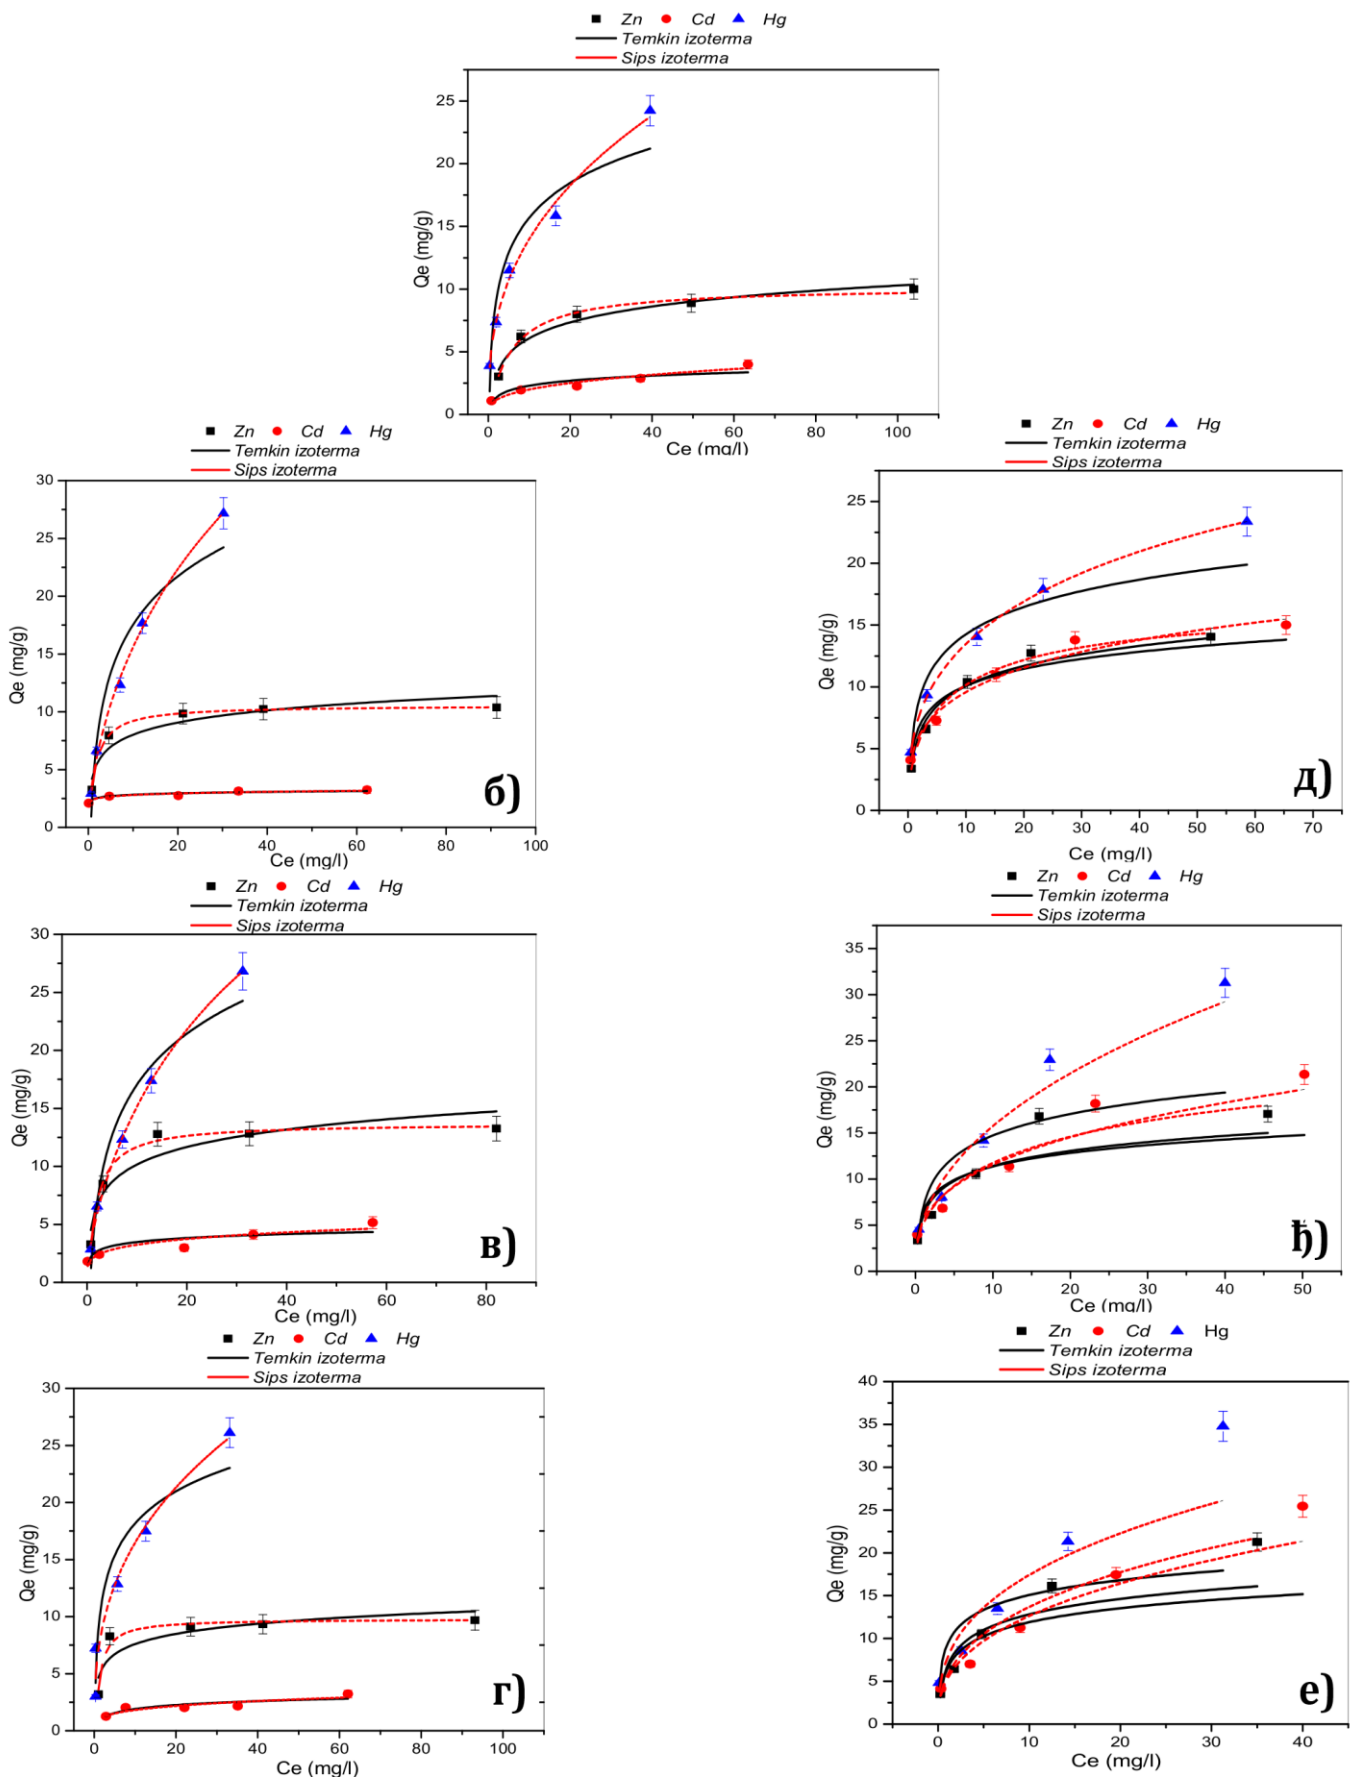 Zn Cd Hg
Temkin izoterma
Sips izoterma
25
20
15
10
5
0
Qe (mg/g)
0 20 40 60 80 100
Ce (mg/l)
Zn Cd Hg
Temkin izoterma
Sips izoterma
30
25
20
15
10
5
0
Qe (mg/g)
б)
0 20 40 60 80 100
Ce (mg/l)
Zn Cd Hg
Temkin izoterma
Sips izoterma
25
20
15
10
5
0
Qe (mg/g)
д)
0 10 20 30 40 50 60 70
Ce (mg/l)
Zn Cd Hg
Temkin izoterma
Sips izoterma
30
25
20
15
10
5
0
Qe (mg/g)
в)
0 20 40 60 80
Ce (mg/l)
Zn Cd Hg
Temkin izoterma
Sips izoterma
35
30
25
20
15
10
5
0
Qe (mg/g)
ђ)
0 10 20 30 40 50
Ce (mg/l)
Zn Cd Hg
Temkin izoterma
Sips izoterma
30
25
20
15
10
5
0
Qe (mg/g)
г)
0 20 40 60 80 100
Ce (mg/l)
Zn Cd Hg
Temkin izoterma
Sips izoterma
40
35
30
25
20
15
10
5
0
Qe (mg/g)
е)
0 10 20 30 40
Ce (mg/l)